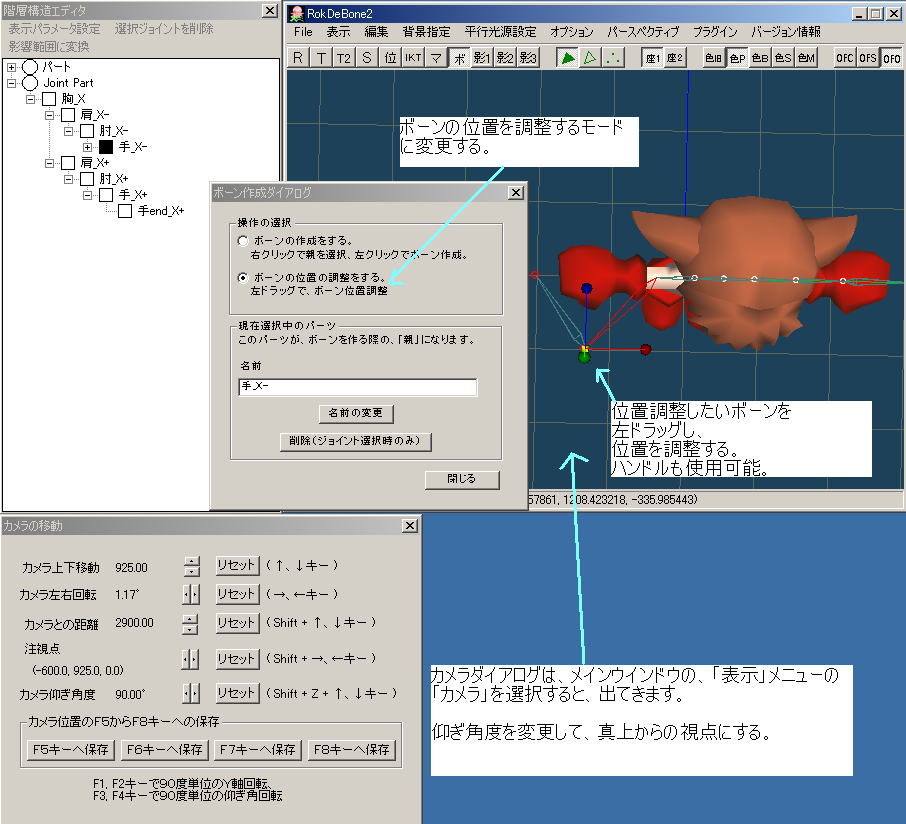 階層構造エディタ
表示パラメータ設定 選択ジョイントを削除
影響範囲に変換
パート
Joint Part
胸_X
肩_X-
肘_X-
手_X-
肩_X+
肘_X+
手_X+
手end_X+
RokDeBone2
File 表示 編集 背景指定 平行光源設定 オプション パースペクティブ プラグイン バージョン情報
R T T2 S 位 IKT マ ボ 影1 影2 影3 座1 座2 色B 色P 色B 色S 色M OFC OFS OFO
ボーンの位置を調整するモード
に変更する。
ボーン作成ダイアログ
操作の選択
ボーンの作成をする。
右クリックで親を選択、左クリックでボーン作成。
ボーンの位置の調整をする。
左ドラッグで、ボーン位置調整
現在選択中のパーツ
このパーツが、ボーンを作る際の、「親」になります。
名前
手_X-
名前の変更
削除(ジョイント選択時のみ)
閉じる
位置調整したいボーンを
左ドラッグし、
位置を調整する。
ハンドルも使用可能。
57861, 1208.423218, -335.985443)
カメラの移動
カメラ上下移動 925.00 リセット (↑、↓キー)
カメラ左右回転 1.17° リセット (→、←キー)
カメラとの距離 2900.00 リセット (Shift + ↑、↓キー)
注視点
(-600.0, 925.0, 0.0) リセット (Shift + →、←キー)
カメラ仰ぎ角度 90.00° リセット (Shift + Z + ↑、↓キー)
カメラ位置のF5からF8キーへの保存
F5キーへ保存 F6キーへ保存 F7キーへ保存 F8キーへ保存
F1, F2キーで90度単位のY軸回転、
F3, F4キーで90度単位の仰ぎ角回転
カメラダイアログは、メインウインドウの、「表示」メニューの
「カメラ」を選択すると、出てきます。
仰ぎ角度を変更して、真上からの視点にする。